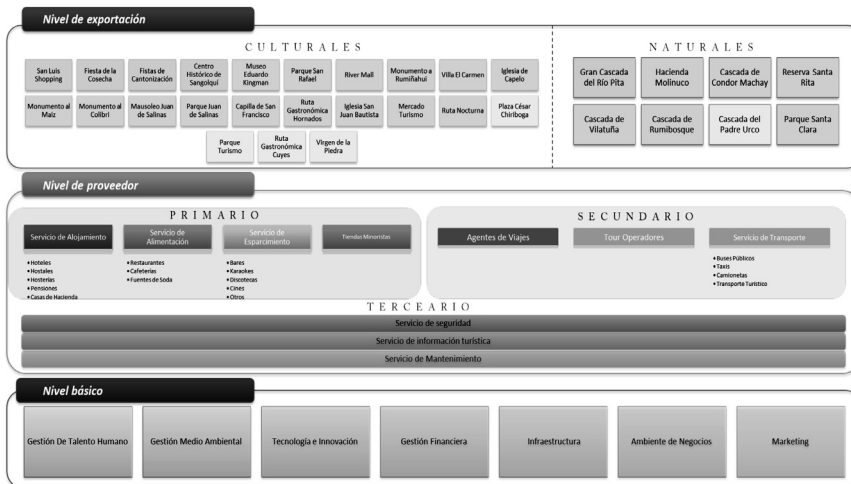 Nivel de exportación
C U L T U R A L E S
San Luis
Shopping
Fiesta de la
Cosecha
Fistas de
Cantonización
Centro
Histórico de
Sangolquí
Museo
Eduardo
Kingman
Parque San
Rafael
River Mall
Monumento a
Rumiñahui
Villa El Carmen
Iglesia de
Capelo
Monumento al
Maiz
Monumento al
Colibrí
Mausoleo Juan
de Salinas
Parque Juan
de Salinas
Capilla de San
Francisco
Ruta
Gastronómica
Hornados
Iglesia San
Juan Bautista
Mercado
Turismo
Ruta Nocturna
Plaza César
Chiriboga
Parque
Turismo
Ruta
Gastronómica
Cuyes
Virgen de la
Piedra
N A T U R A L E S
Gran Cascada
del Río Pita
Hacienda
Molinuco
Cascada de
Condor Machay
Reserva Santa
Rita
Cascada de
Vilatuña
Cascada de
Rumibosque
Cascada del
Padre Urco
Parque Santa
Clara
Nivel de proveedor
P R I M A R I O
Servicio de Alojamiento
• Hoteles
• Hostales
• Hosterías
• Pensiones
• Casas de Hacienda
Servicio de
Alimentación
• Restaurantes
• Cafeterías
• Fuentes de Soda
Servicio de
Esparcimiento
• Bares
• Karaokes
• Discotecas
• Cines
• Otros
Tiendas Minoristas
S E C U N D A R I O
Agentes de Viajes
Tour Operadores
Servicio de Transporte
• Buses Públicos
• Taxis
• Camionetas
• Transporte Turístico
T E R C E A R I O
Servicio de seguridad
Servicio de información turística
Servicio de Mantenimiento
Nivel básico
Gestión De Talento Humano
Gestión Medio Ambiental
Tecnología e Innovación
Gestión Financiera
Infraestructura
Ambiente de Negocios
Marketing